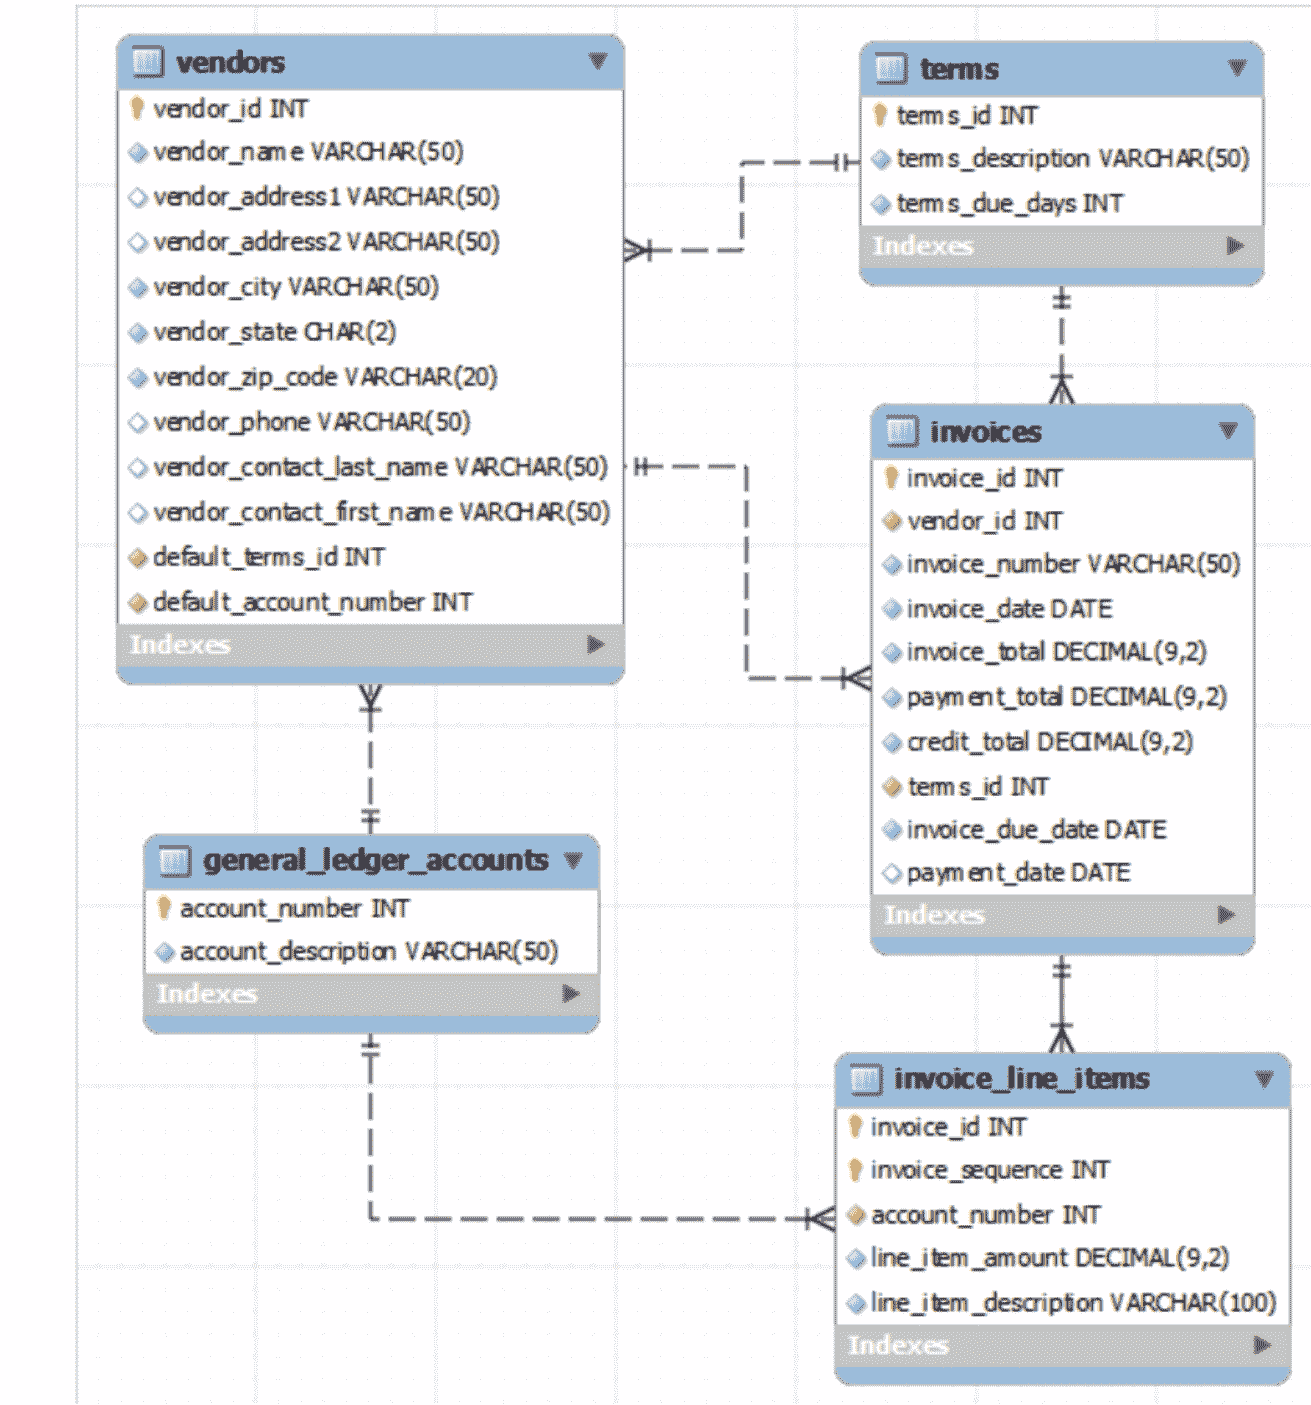 vendors
vendor_id INT
vendor_name VARCHAR(50)
vendor_address1 VARCHAR(50)
vendor_address2 VARCHAR(50)
vendor_city VARCHAR(50)
vendor_state CHAR(2)
vendor_zip_code VARCHAR(20)
vendor_phone VARCHAR(50)
vendor_contact_last_name VARCHAR(50)
vendor_contact_first_name VARCHAR(50)
default_terms_id INT
default_account_number INT
Indexes
terms
terms_id INT
terms_description VARCHAR(50)
terms_due_days INT
Indexes
invoices
invoice_id INT
vendor_id INT
invoice_number VARCHAR(50)
invoice_date DATE
invoice_total DECIMAL(9,2)
payment_total DECIMAL(9,2)
credit_total DECIMAL(9,2)
terms_id INT
invoice_due_date DATE
payment_date DATE
Indexes
general_ledger_accounts
account_number INT
account_description VARCHAR(50)
Indexes
invoice_line_items
invoice_id INT
invoice_sequence INT
account_number INT
line_item_amount DECIMAL(9,2)
line_item_description VARCHAR(100)
Indexes